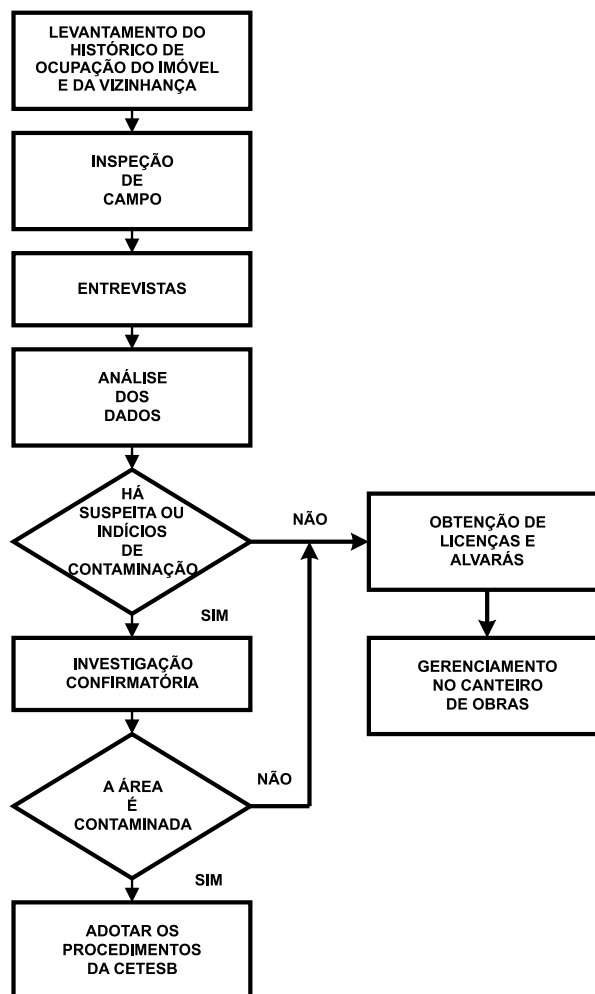 LEVANTAMENTO DO
HISTÓRICO DE
OCUPAÇÃO DO IMÓVEL
E DA VIZINHANÇA
INSPEÇÃO
DE
CAMPO
ENTREVISTAS
ANÁLISE
DOS
DADOS
HÁ
SUSPEITA OU
INDÍCIOS
DE
CONTAMINAÇÃO
NÃO
OBTENÇÃO DE
LICENÇAS E
ALVARÁS
SIM
GERENCIAMENTO
NO CANTEIRO
DE OBRAS
INVESTIGAÇÃO
CONFIRMATÓRIA
A ÁREA
É
CONTAMINADA
NÃO
SIM
ADOTAR OS
PROCEDIMENTOS
DA CETESB